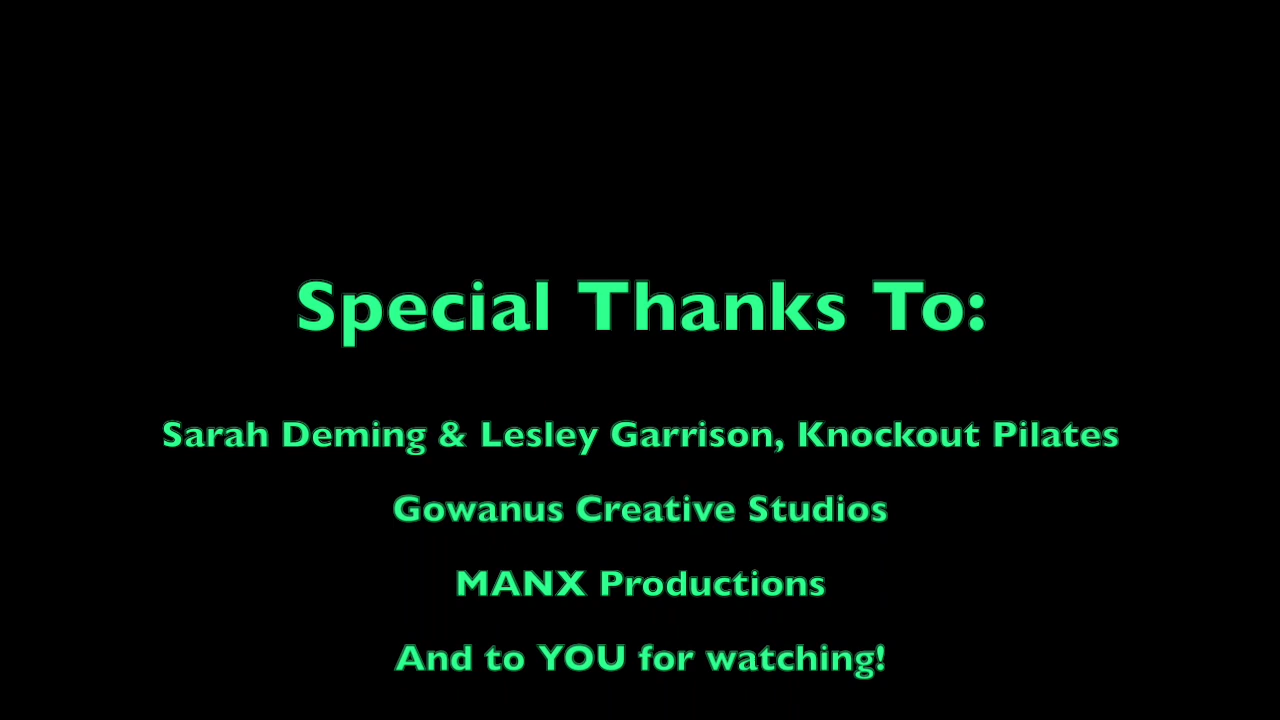 Special Thanks To:
Sarah Deming & Lesley Garrison, Knockout Pilates
Gowanus Creative Studios
MANX Productions
And to YOU for watching!